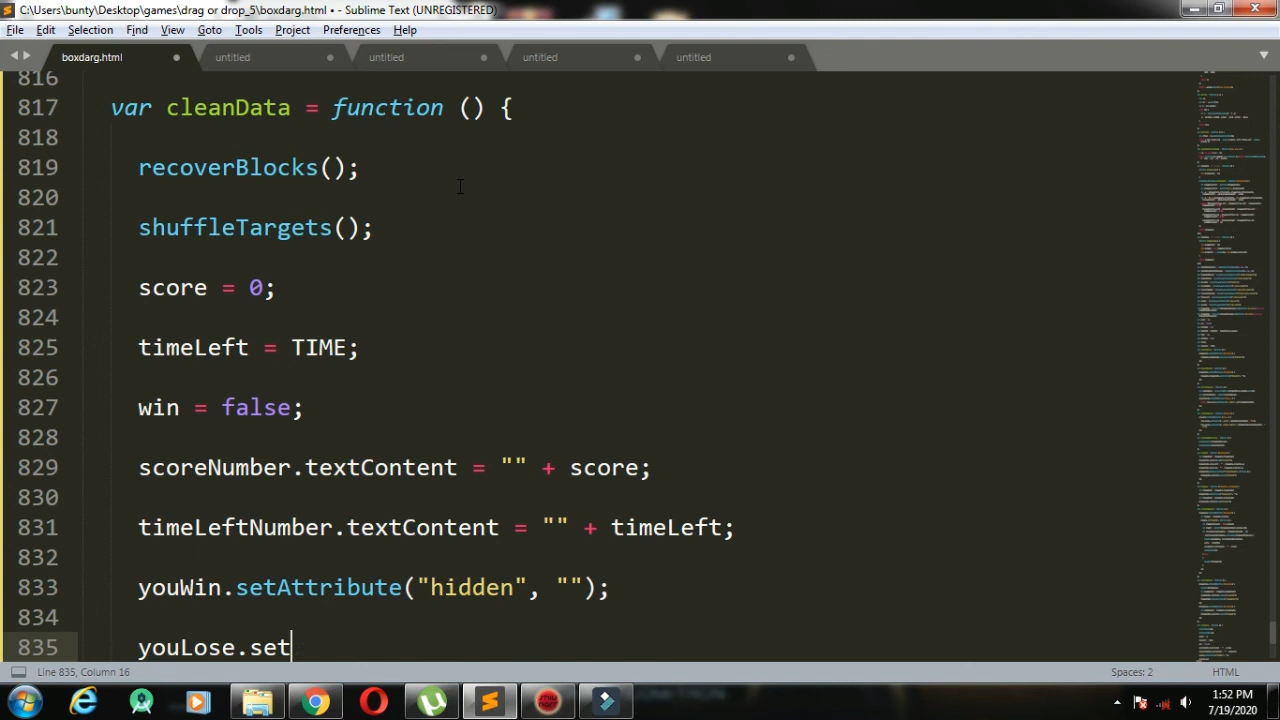 C:\Users\bunty\Desktop\games\drag or drop_5\boxdarg.html • - Sublime Text (UNREGISTERED)
File Edit Selection Find View Goto Tools Project Preferences Help
boxdarg.html untitled untitled untitled untitled
816
817 var cleanData = function () {
818
819 recoverBlocks();
820
821 shuffleTargets();
822
823 score = 0;
824
825 timeLeft = TIME;
826
827 win = false;
828
829 scoreNumber.textContent = "" + score;
830
831 timeLeftNumber.textContent = "" + timeLeft;
832
833 youWin.setAttribute("hidden", "");
834
835 youLose.set
Line 835, Column 16 Spaces: 2 HTML
1:52 PM
7/19/2020